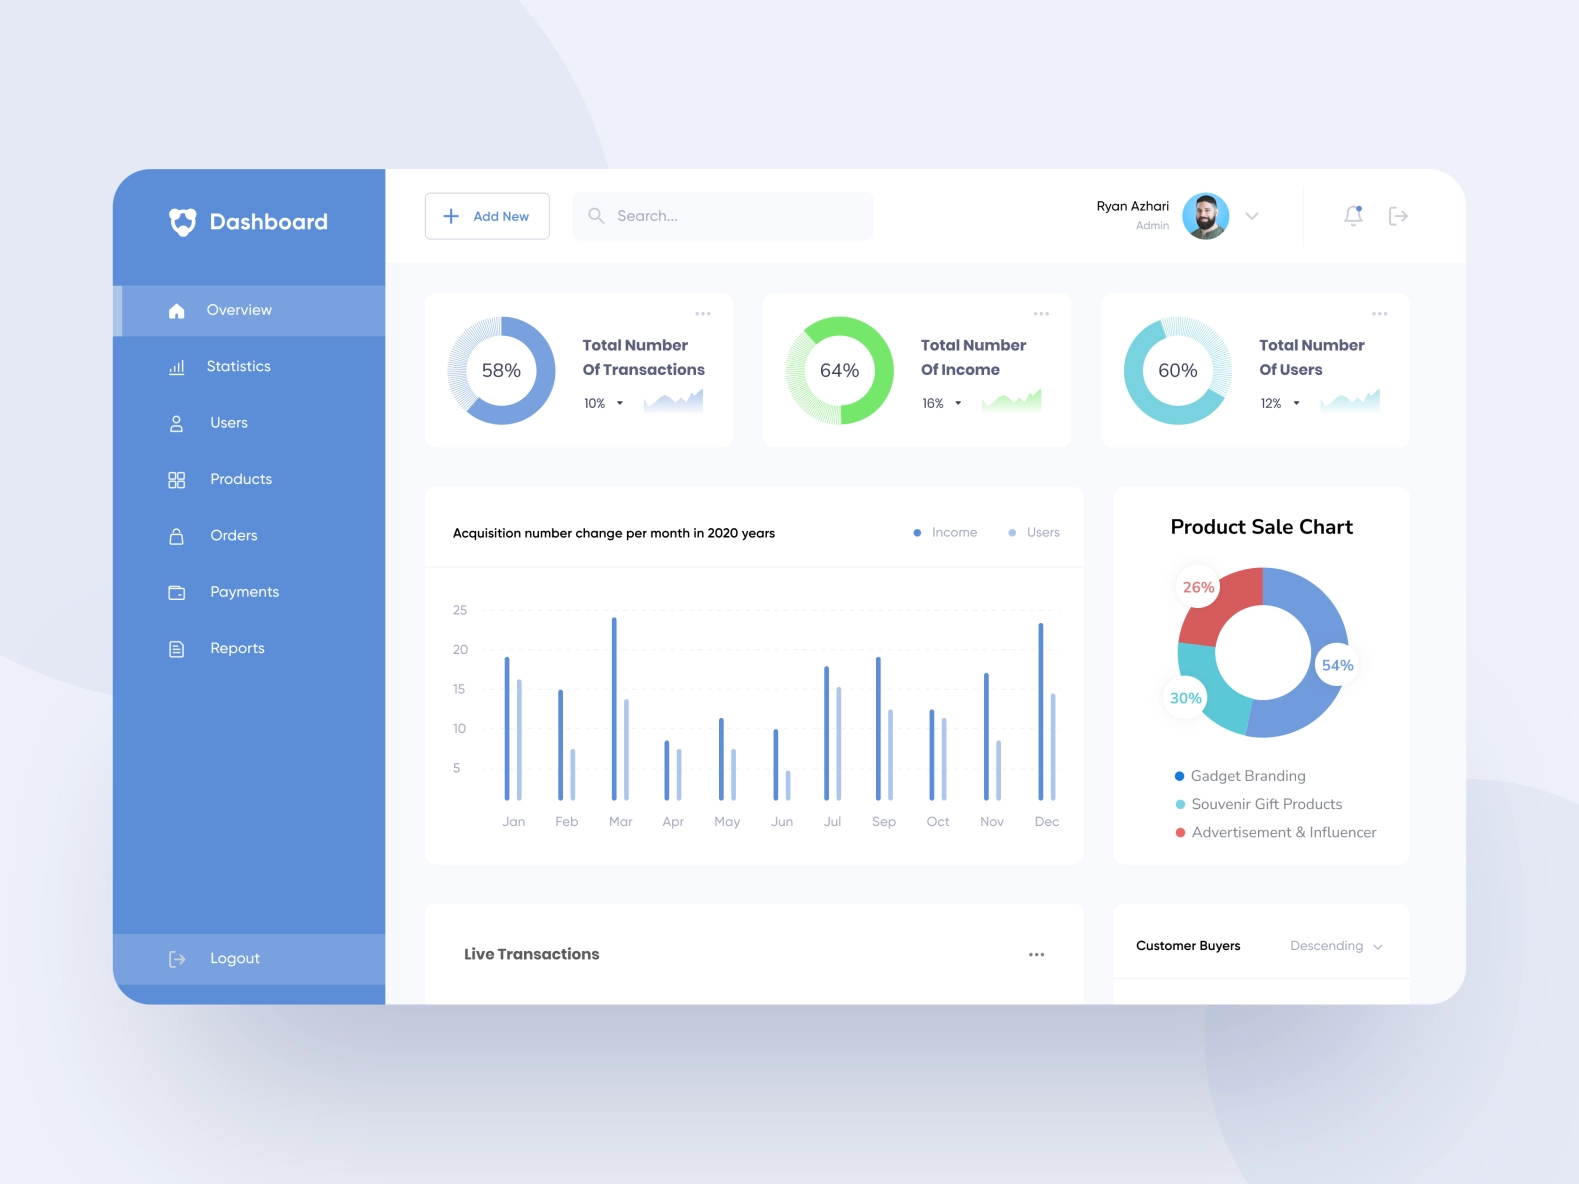 Dashboard
Overview
Statistics
Users
Products
Orders
Payments
Reports
Logout
Add New
Search...
Ryan Azhari
Admin
58%
Total Number
Of Transactions
10%
64%
Total Number
Of Income
16%
60%
Total Number
Of Users
12%
Acquisition number change per month in 2020 years
Income
Users
25
20
15
10
5
Jan
Feb
Mar
Apr
May
Jun
Jul
Sep
Oct
Nov
Dec
Product Sale Chart
26%
54%
30%
Gadget Branding
Souvenir Gift Products
Advertisement & Influencer
Live Transactions
Customer Buyers
Descending